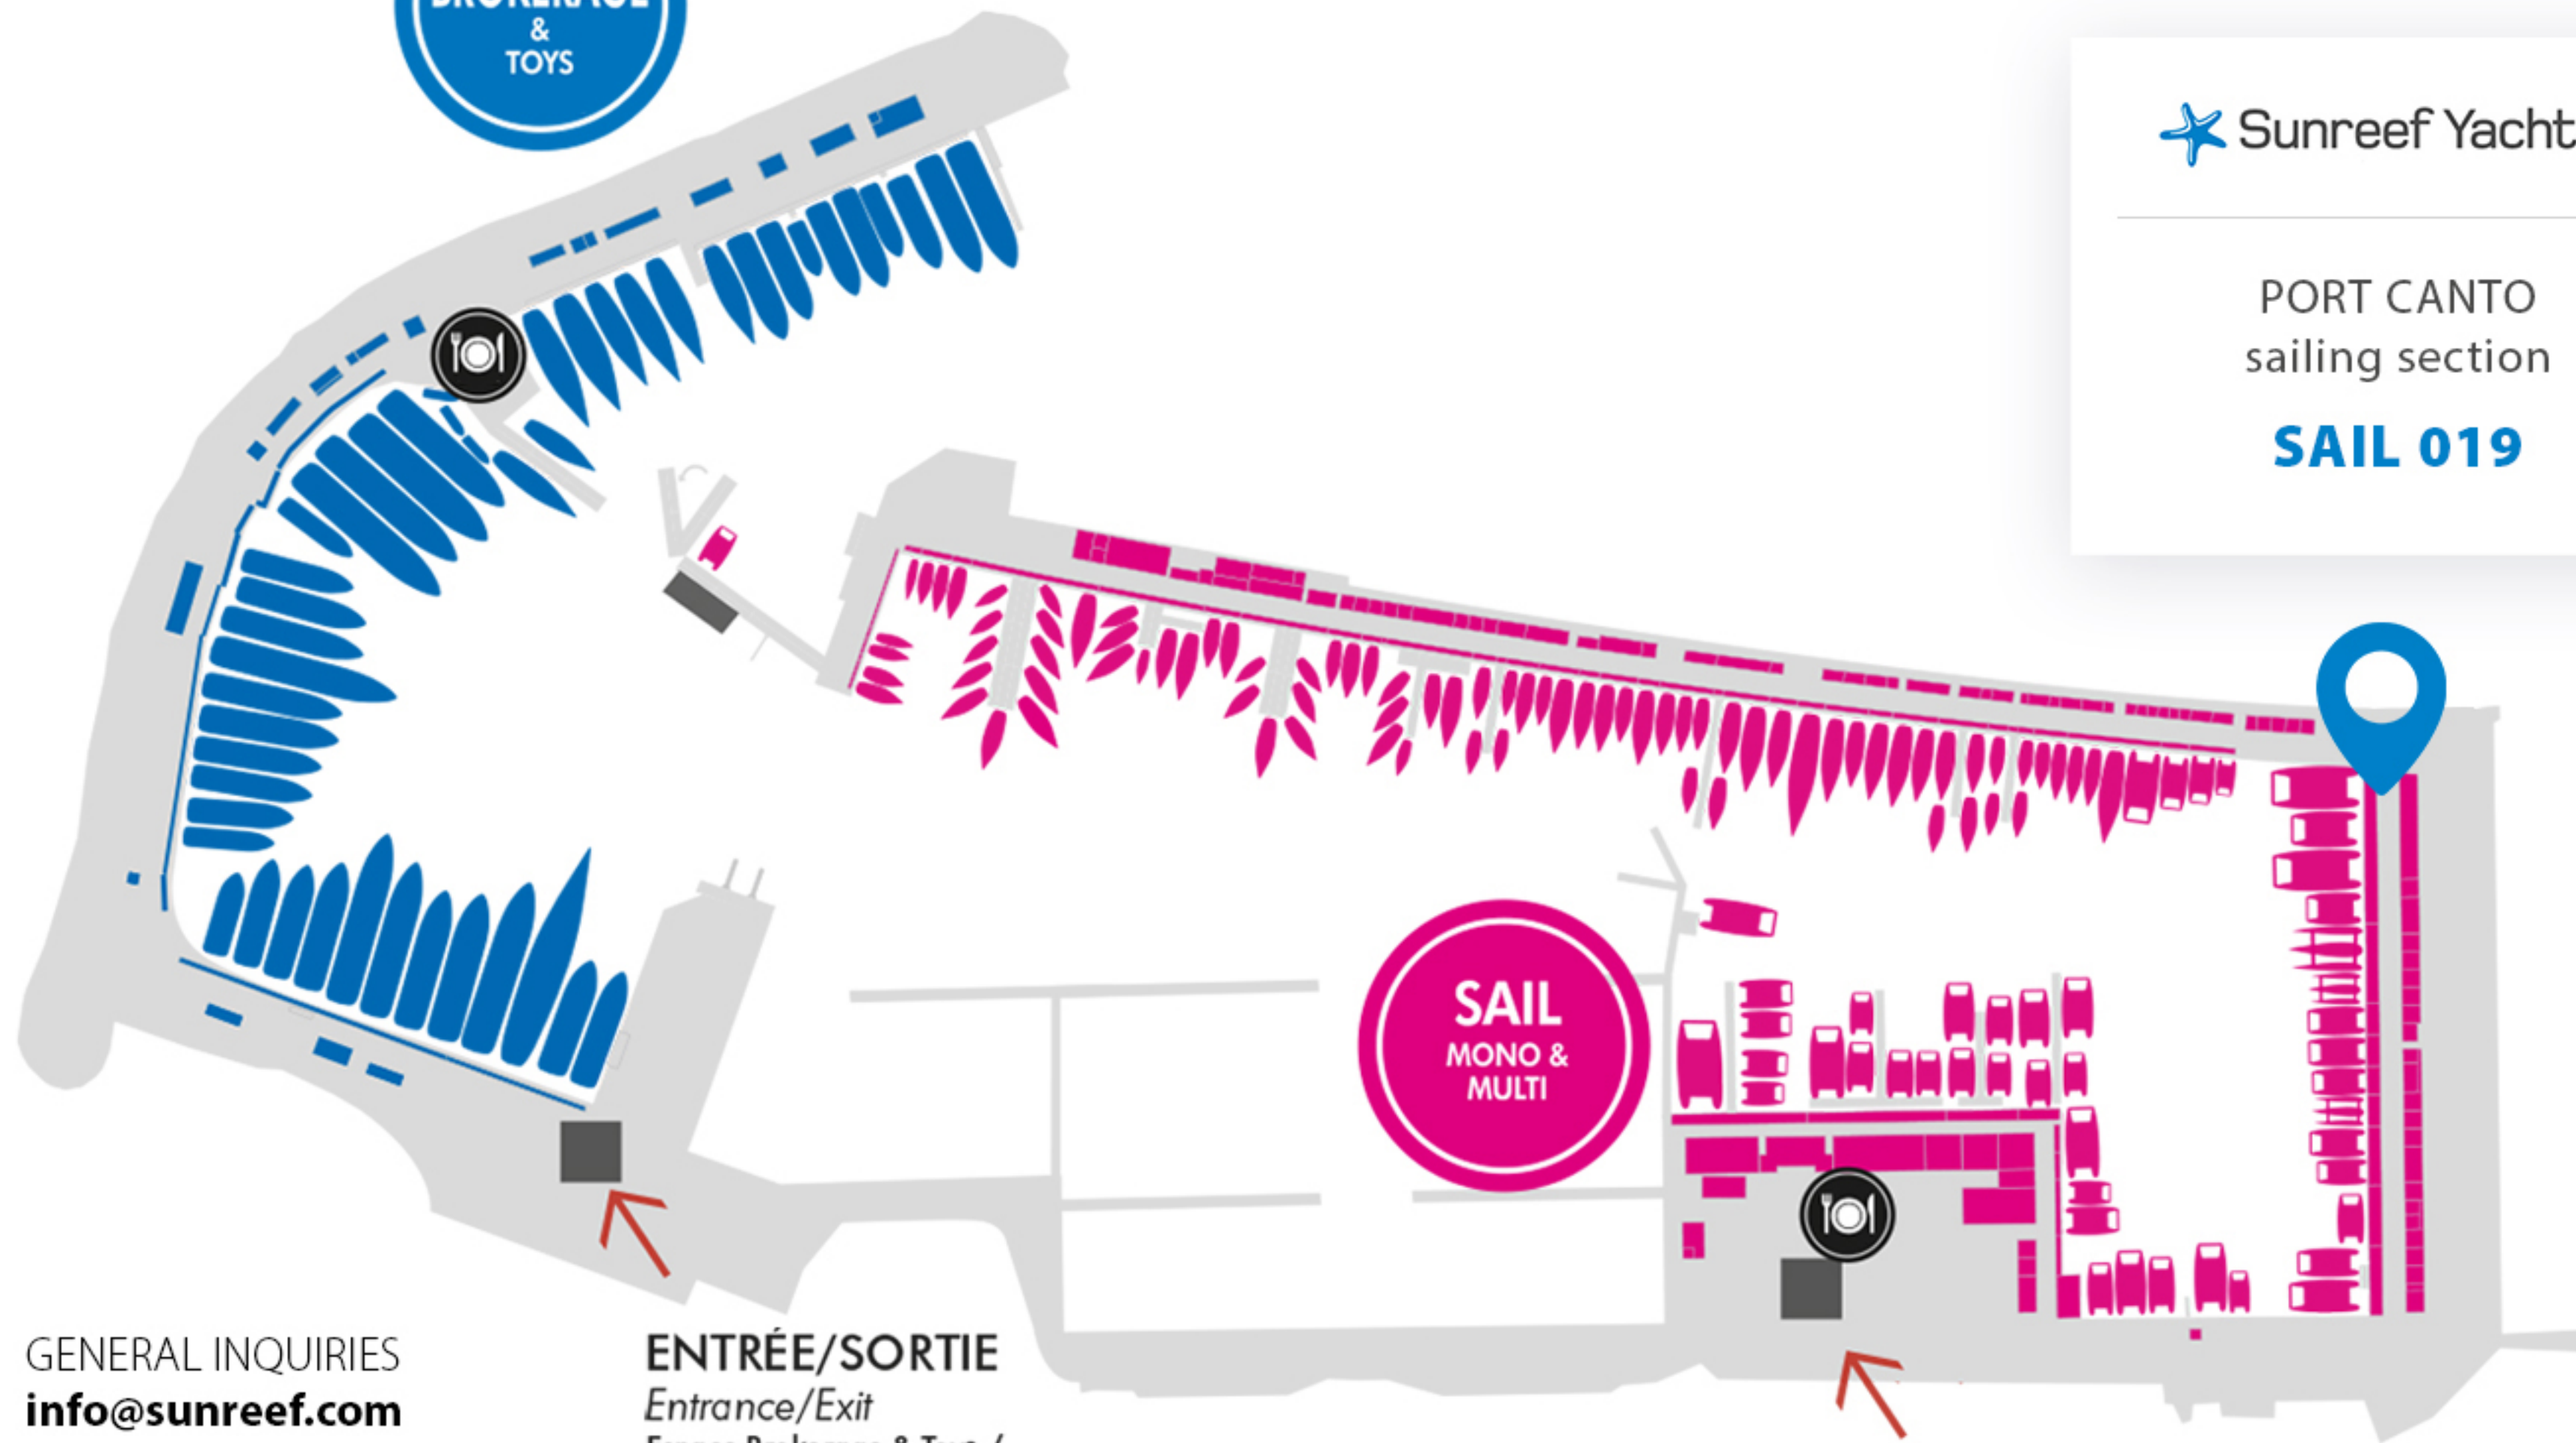 BROKERAGE
&
TOYS
Sunreef Yacht
PORT CANTO
sailing section
SAIL 019
SAIL
MONO &
MULTI
GENERAL INQUIRIES
info@sunreef.com
ENTRÉE/SORTIE
Entrance/Exit